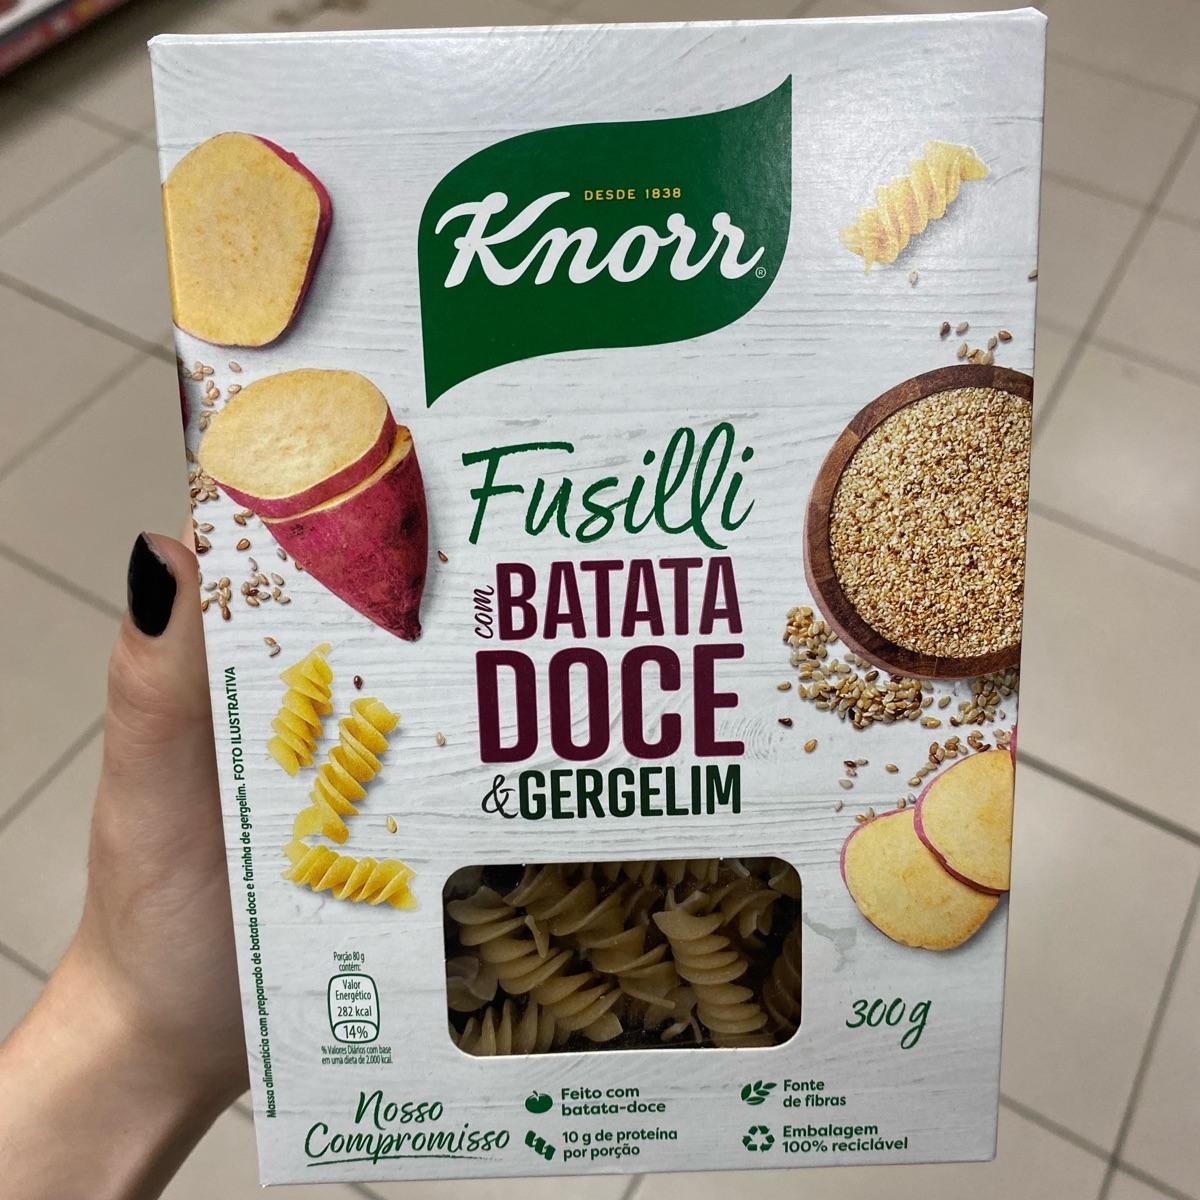 DESDE 1838
Knorr®
Fusilli
com BATATA
DOCE
& GERGELIM
Massa alimentícia com preparado de batata doce e farinha de gergelim. FOTO ILUSTRATIVA
Porção 80 g
contém:
Valor
Energético
282 kcal
14%
% Valores Diários com base
em uma dieta de 2.000 kcal.
300g
Nosso
Compromisso
Feito com
batata-doce
10 g de proteína
por porção
Fonte
de fibras
Embalagem
100% reciclável